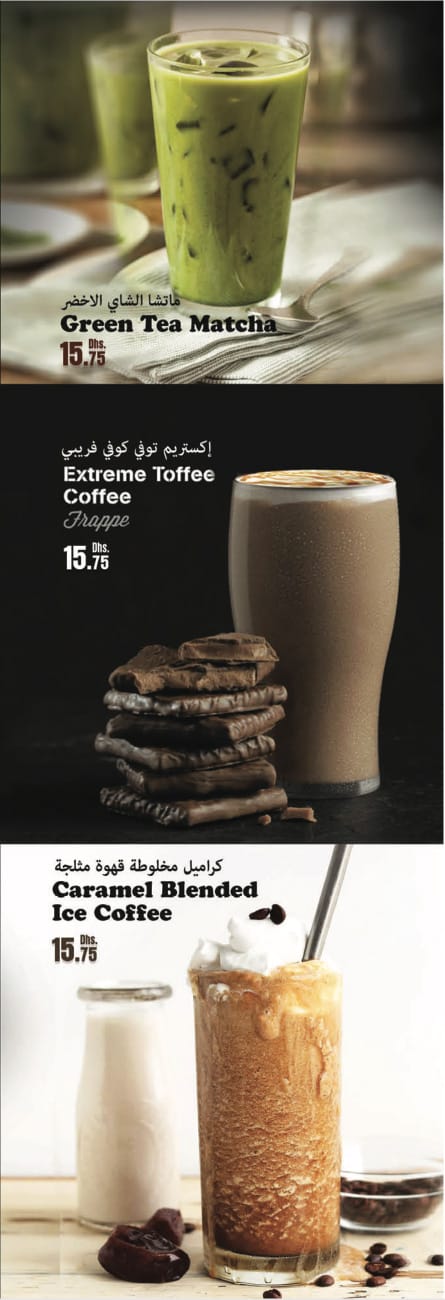 ماتشا الشاي الاخضر
Green Tea Matcha
15.75 Dhs.
إكستريم توفي كوفي فريبي
Extreme Toffee
Coffee
Frappe
15.75 Dhs.
كراميل مخلوطة قهوة مثلجة
Caramel Blended
Ice Coffee
15.75 Dhs.